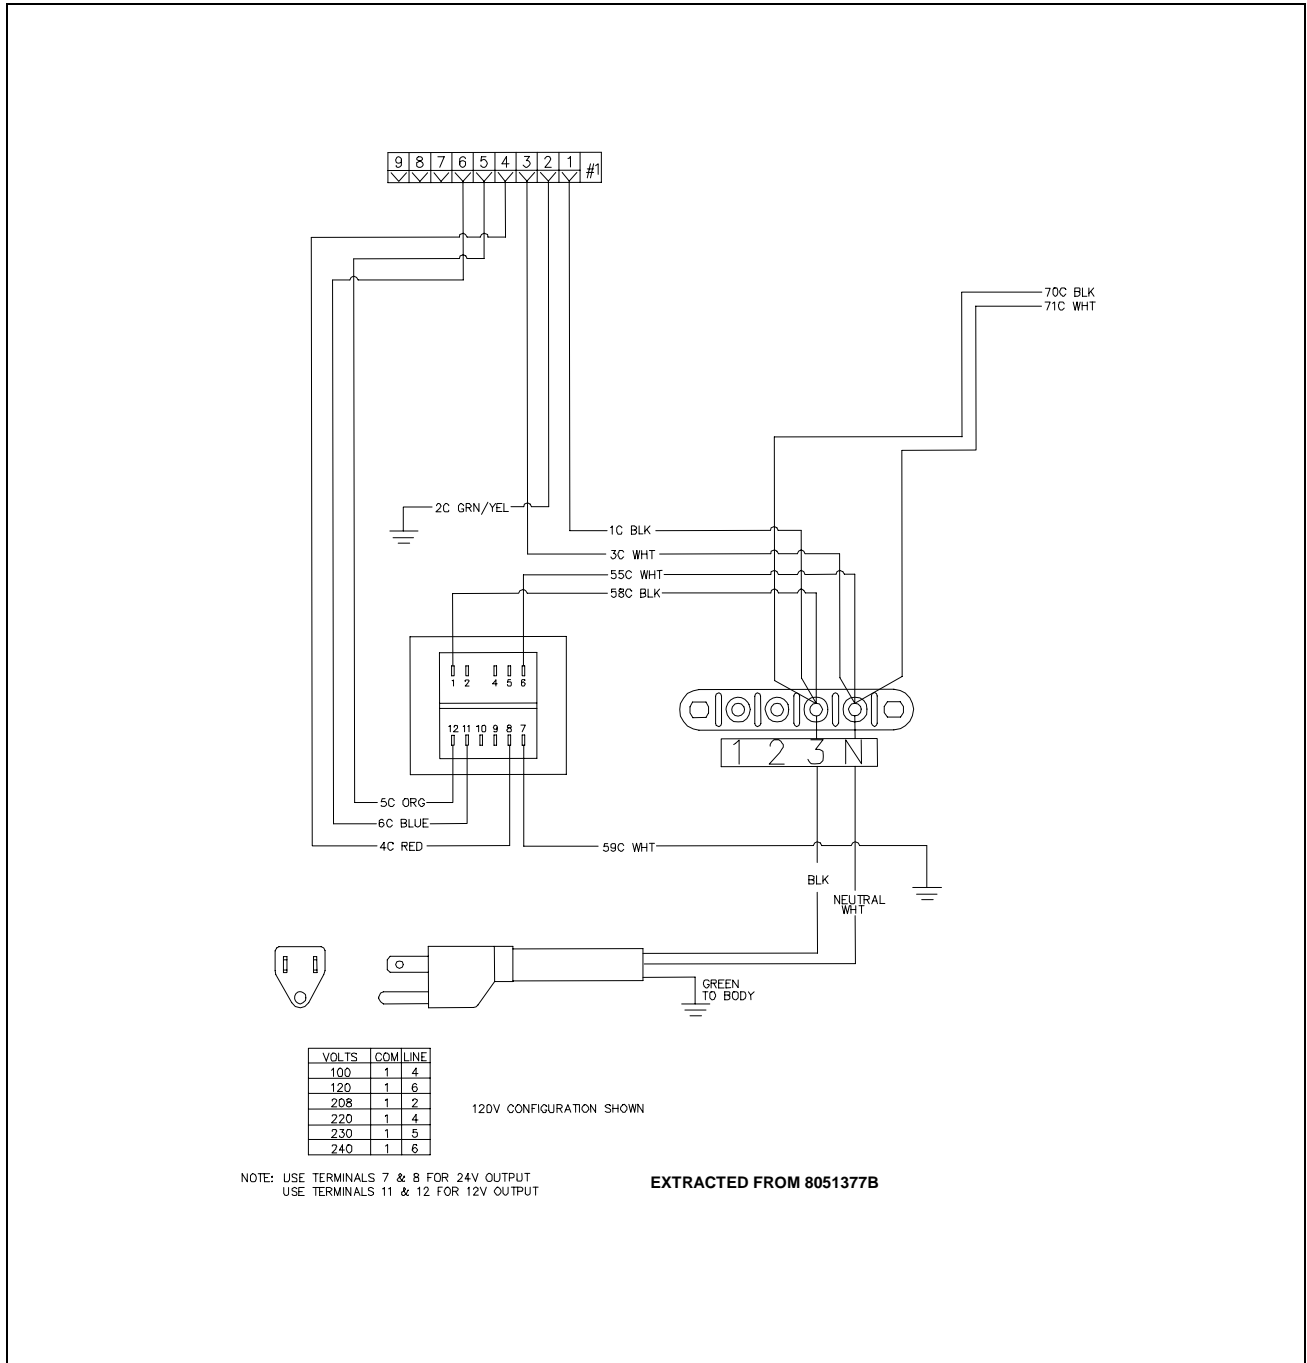 9 8 7 6 5 4 3 2 1 #1
70C BLK
71C WHT
2C GRN/YEL
1C BLK
3C WHT
55C WHT
58C BLK
1 2 4 5 6
12 11 10 9 8 7
1 2 3 N
5C ORG
6C BLUE
4C RED
59C WHT
BLK
NEUTRAL
WHT
GREEN
TO BODY
VOLTS COM LINE
100 1 4
120 1 6
208 1 2
220 1 4
230 1 5
240 1 6
120V CONFIGURATION SHOWN
NOTE: USE TERMINALS 7 & 8 FOR 24V OUTPUT
USE TERMINALS 11 & 12 FOR 12V OUTPUT
EXTRACTED FROM 8051377B